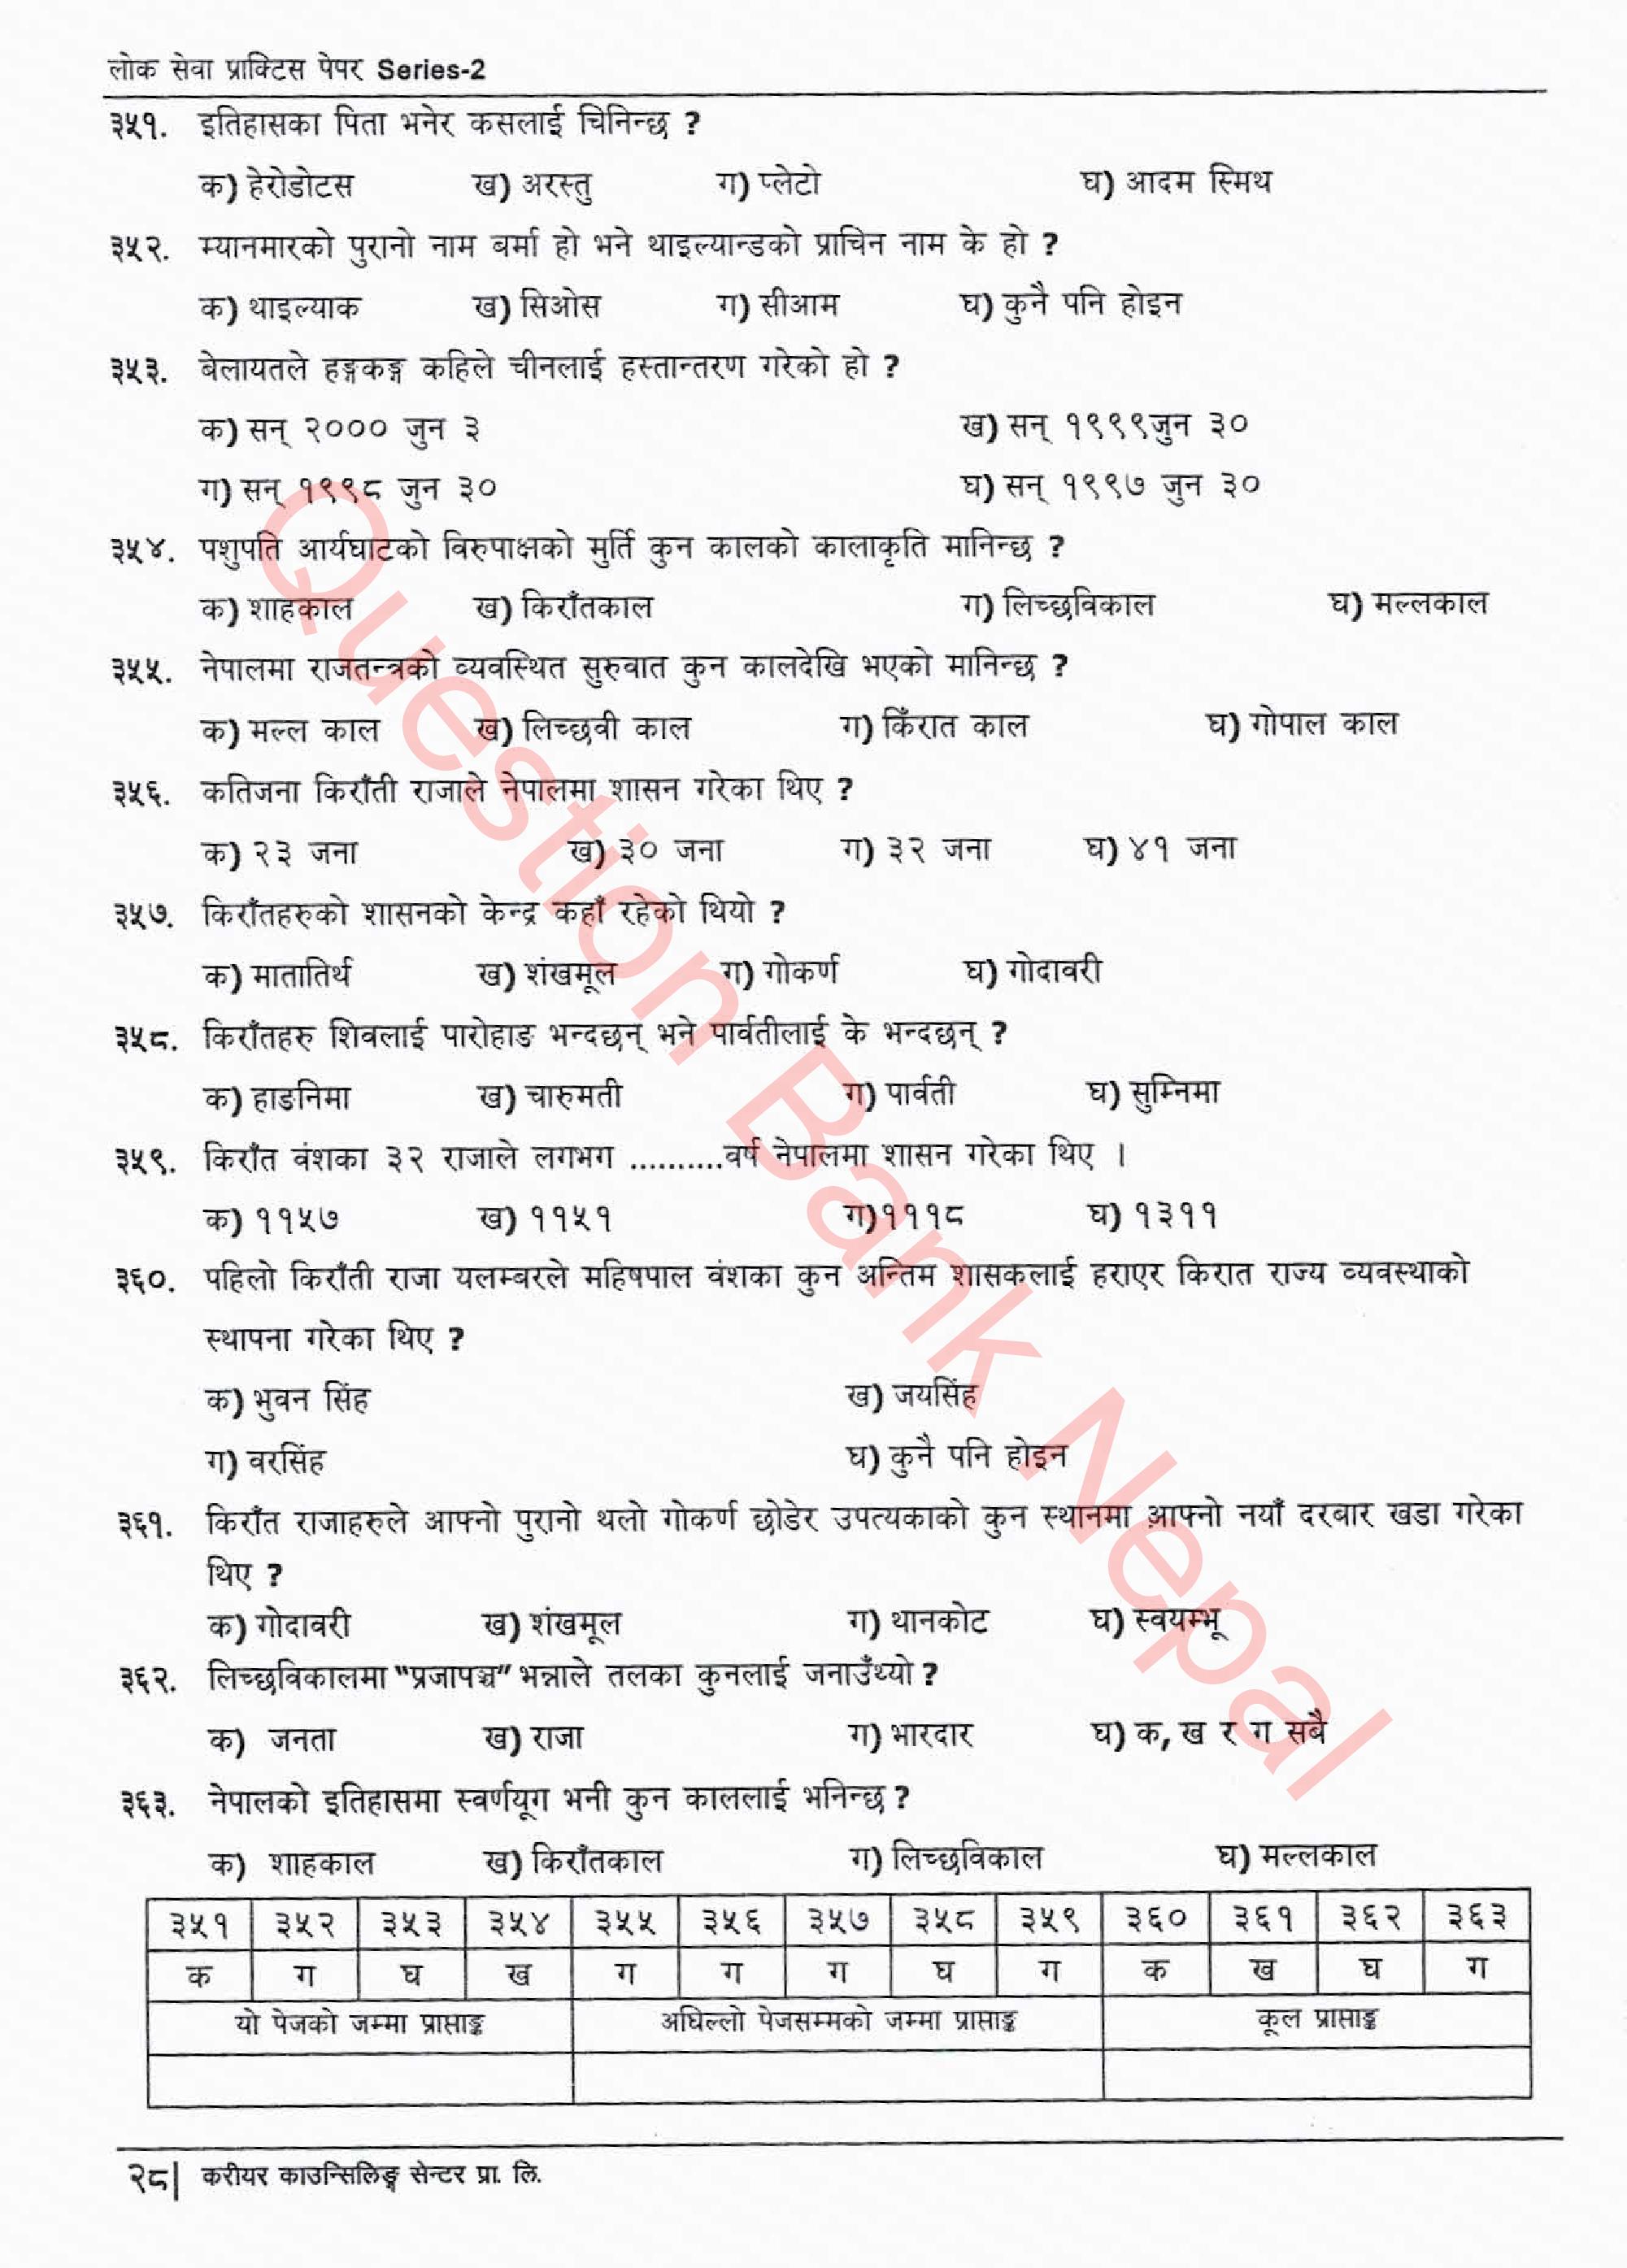 लोक सेवा प्राक्टिस पेपर Series-2
३५१. इतिहासका पिता भनेर कसलाई चिनिन्छ ?
क) हेरोडोटस ख) अरस्तु ग) प्लेटो घ) आदम स्मिथ
३५२. म्यानमारको पुरानो नाम बर्मा हो भने थाइल्यान्डको प्राचिन नाम के हो ?
क) थाइल्याक ख) सिओस ग) सीआम घ) कुनै पनि होइन
३५३. बेलायतले हङ्गकङ्ग कहिले चीनलाई हस्तान्तरण गरेको हो ?
क) सन् २००० जुन ३ ख) सन् १९९९जुन ३०
ग) सन् १९९८ जुन ३० घ) सन् १९९७ जुन ३०
३५४. पशुपति आर्यघाटको विरुपाक्षको मुर्ति कुन कालको कालाकृति मानिन्छ ?
क) शाहकाल ख) किराँतकाल ग) लिच्छविकाल घ) मल्लकाल
३५५. नेपालमा राजतन्त्रको व्यवस्थित सुरुवात कुन कालदेखि भएको मानिन्छ ?
क) मल्ल काल ख) लिच्छवी काल ग) किँरात काल घ) गोपाल काल
३५६. कतिजना किराँती राजाले नेपालमा शासन गरेका थिए ?
क) २३ जना ख) ३० जना ग) ३२ जना घ) ४१ जना
३५७. किराँतहरुको शासनको केन्द्र कहाँ रहेको थियो ?
क) मातातिर्थ ख) शंखमूल ग) गोकर्ण घ) गोदावरी
३५८. किराँतहरु शिवलाई पारोहाङ भन्दछन् भने पार्वतीलाई के भन्दछन् ?
क) हाङनिमा ख) चारुमती ग) पार्वती घ) सुम्निमा
३५९. किराँत वंशका ३२ राजाले लगभग ..........वर्ष नेपालमा शासन गरेका थिए ।
क) ११५७ ख) ११५१ ग)१११८ घ) १३११
३६०. पहिलो किराँती राजा यलम्बरले महिषपाल वंशका कुन अन्तिम शासकलाई हराएर किरात राज्य व्यवस्थाको
स्थापना गरेका थिए ?
क) भुवन सिंह ख) जयसिंह
ग) वरसिंह घ) कुनै पनि होइन
३६१. किराँत राजाहरुले आफ्नो पुरानो थलो गोकर्ण छोडेर उपत्यकाको कुन स्थानमा आफ्नो नयाँ दरबार खडा गरेका
थिए ?
क) गोदावरी ख) शंखमूल ग) थानकोट घ) स्वयम्भू
३६२. लिच्छविकालमा "प्रजापञ्च" भन्नाले तलका कुनलाई जनाउँथ्यो ?
क) जनता ख) राजा ग) भारदार घ) क, ख र ग सबै
३६३. नेपालको इतिहासमा स्वर्णयूग भनी कुन काललाई भनिन्छ ?
क) शाहकाल ख) किराँतकाल ग) लिच्छविकाल घ) मल्लकाल
३५१ ३५२ ३५३ ३५४ ३५५ ३५६ ३५७ ३५८ ३५९ ३६० ३६१ ३६२ ३६३
क ग घ ख ग ग ग घ ग क ख घ ग
यो पेजको जम्मा प्राप्ताङ्क अघिल्लो पेजसम्मको जम्मा प्राप्ताङ्क कूल प्राप्ताङ्क
२८| करीयर काउन्सिलिङ्ग सेन्टर प्रा. लि.
Question Bank Nepal